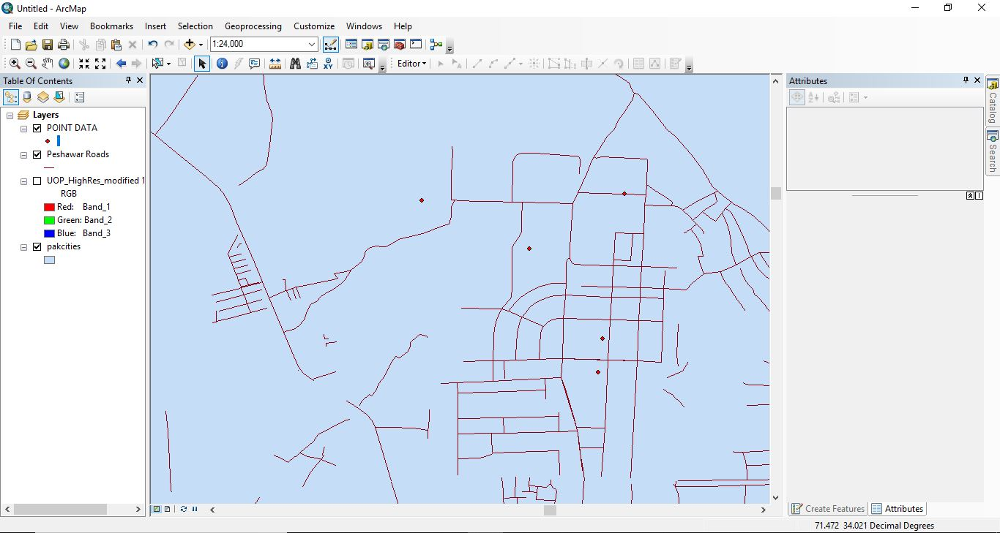 Untitled - ArcMap
File Edit View Bookmarks Insert Selection Geoprocessing Customize Windows Help
1:24,000
XY Editor
Table Of Contents
Attributes
Layers
POINT DATA
Peshawar Roads
UOP_HighRes_modified 1
RGB
Red: Band_1
Green: Band_2
Blue: Band_3
pakcities
Catalog
Search
Create Features Attributes
71.472 34.021 Decimal Degrees